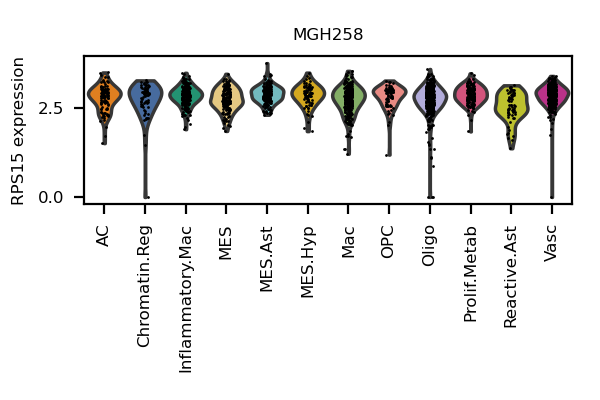 MGH258
RPS15 expression
2.5
0.0
AC
Chromatin.Reg
Inflammatory.Mac
MES
MES.Ast
MES.Hyp
Mac
OPC
Oligo
Prolif.Metab
Reactive.Ast
Vasc